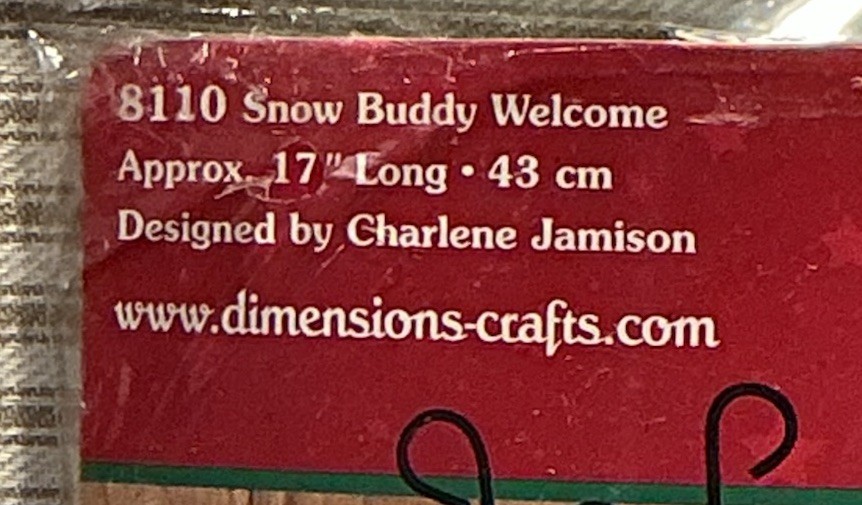 8110 Snow Buddy Welcome
Approx. 17" Long • 43 cm
Designed by Charlene Jamison
www.dimensions-crafts.com